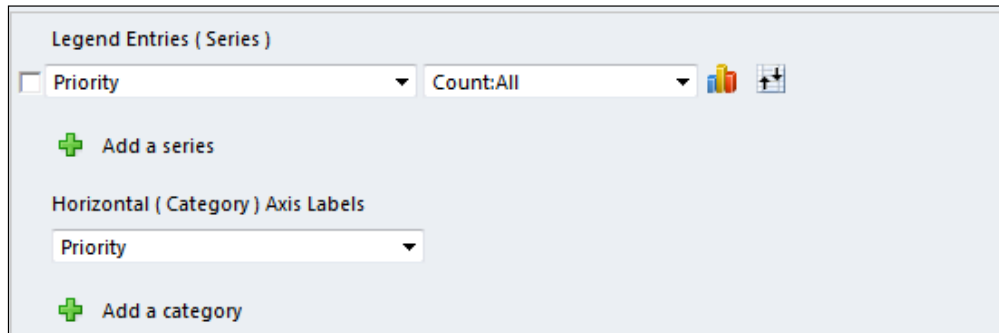 Legend Entries ( Series )
Priority Count:All
Add a series
Horizontal ( Category ) Axis Labels
Priority
Add a category